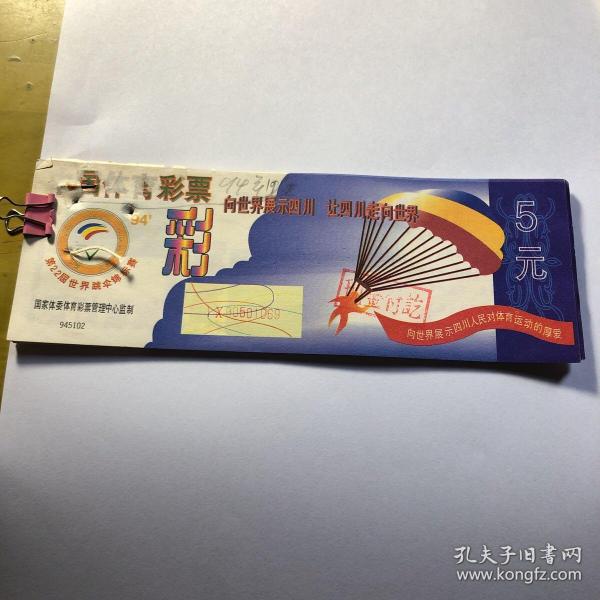 体育彩票
94'
彩
向世界展示四川 让四川走向世界
5元
第22届世界跳伞锦标赛
国家体委体育彩票管理中心监制
945102
X 00501069
付讫
向世界展示四川人民对体育运动的厚爱
孔夫子旧书网
www.kongfz.com